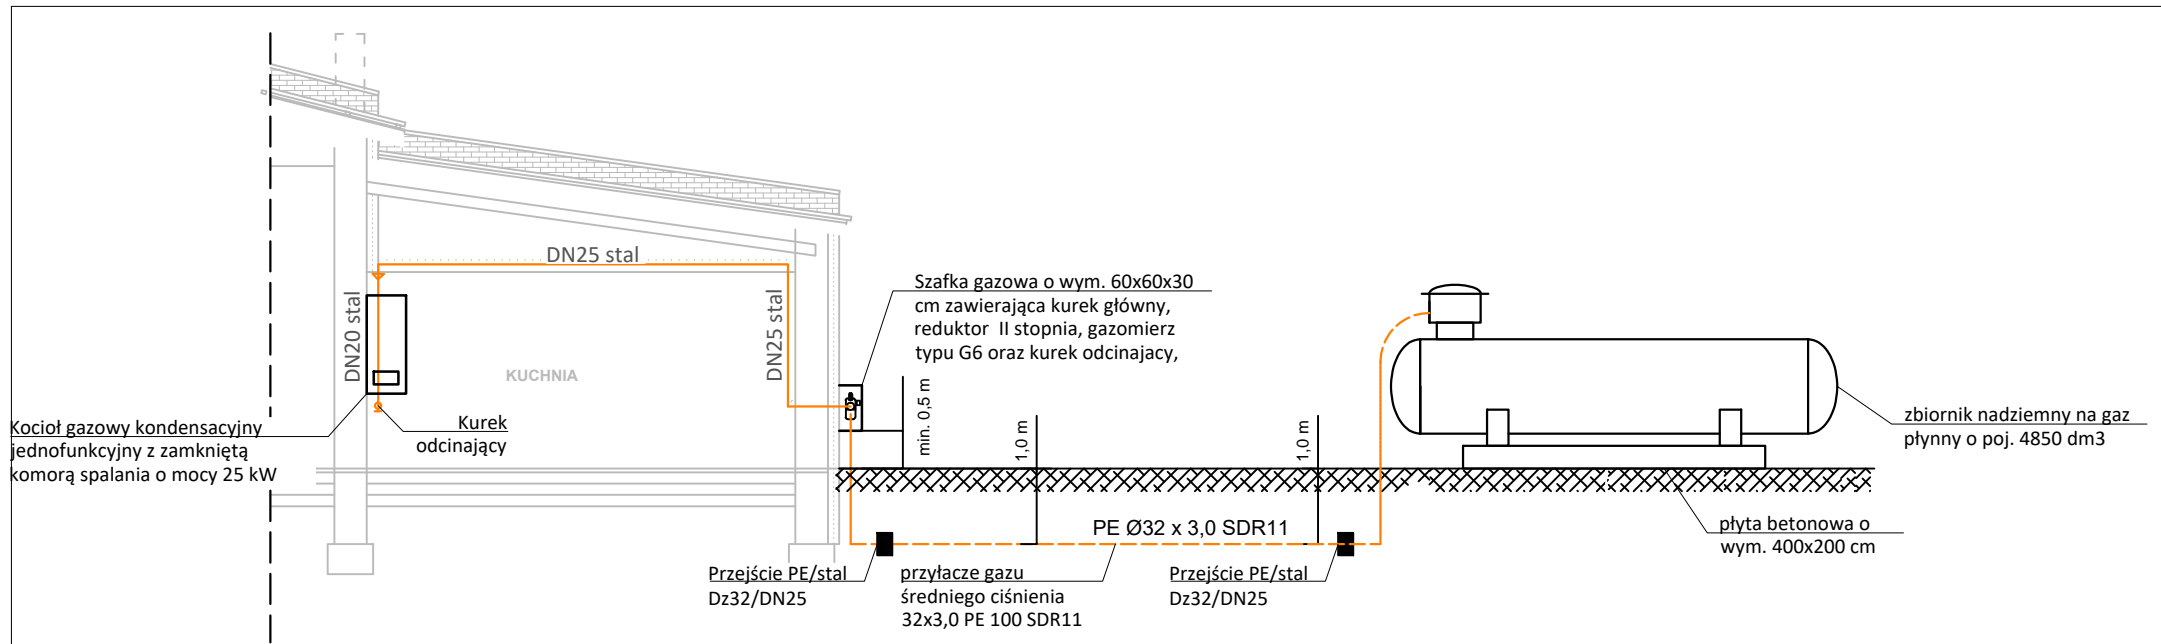 DN25 stal
DN20 stal
DN25 stal
KUCHNIA
Kocioł gazowy kondensacyjny
jednofunkcyjny z zamkniętą
komorą spalania o mocy 25 kW
Kurek
odcinający
Szafka gazowa o wym. 60x60x30
cm zawierająca kurek główny,
reduktor II stopnia, gazomierz
typu G6 oraz kurek odcinajacy,
min. 0,5 m
1,0 m
1,0 m
PE Ø32 x 3,0 SDR11
Przejście PE/stal
Dz32/DN25
przyłacze gazu
średniego ciśnienia
32x3,0 PE 100 SDR11
Przejście PE/stal
Dz32/DN25
zbiornik nadziemny na gaz
płynny o poj. 4850 dm3
płyta betonowa o
wym. 400x200 cm